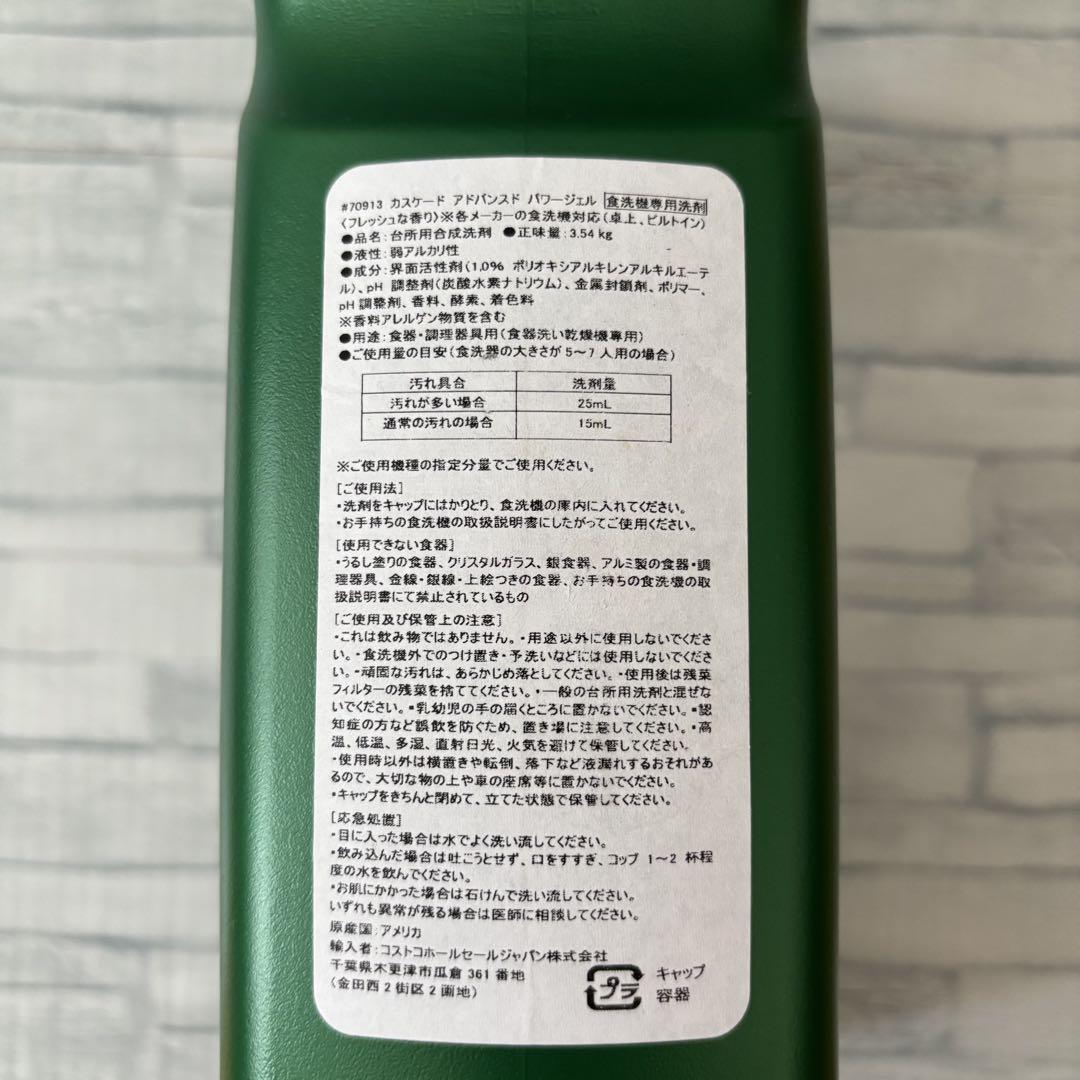 #70913 カスケード アドバンスド パワージェル 食洗機専用洗剤
〈フレッシュな香り〉※各メーカーの食洗機対応(卓上、ビルトイン)
●品名:台所用合成洗剤 ●正味量:3.54 kg
●液性:弱アルカリ性
●成分:界面活性剤(1.0% ポリオキシアルキレンアルキルエーテ
ル)、pH 調整剤(炭酸水素ナトリウム)、金属封鎖剤、ポリマー、
pH調整剤、香料、酵素、着色料
※香料アレルゲン物質を含む
●用途:食器・調理器具用(食器洗い乾燥機専用)
●ご使用量の目安(食洗器の大きさが5〜7人用の場合)
汚れ具合 洗剤量
汚れが多い場合 25mL
通常の汚れの場合 15mL
※ご使用機種の指定分量でご使用ください。
[ご使用法]
・洗剤をキャップにはかりとり、食洗機の庫内に入れてください。
・お手持ちの食洗機の取扱説明書にしたがってご使用ください。
[使用できない食器]
・うるし塗りの食器、クリスタルガラス、銀食器、アルミ製の食器・調
理器具、金線・銀線・上絵つきの食器、お手持ちの食洗機の取
扱説明書にて禁止されているもの
[ご使用及び保管上の注意]
・これは飲み物ではありません。・用途以外に使用しないでくださ
い。・食洗機外でのつけ置き・予洗いなどには使用しないでくださ
い。・頑固な汚れは、あらかじめ落としてください。・使用後は残菜
フィルターの残菜を捨ててください。・一般の台所用洗剤と混ぜな
いでください。・乳幼児の手の届くところに置かないでください。・認
知症の方など誤飲を防ぐため、置き場に注意してください。・高
温、低温、多湿、直射日光、火気を避けて保管してください。
・使用時以外は横置きや転倒、落下など液漏れするおそれがあ
るので、大切な物の上や車の座席等に置かないでください。
・キャップをきちんと閉めて、立てた状態で保管してください。
[応急処置]
・目に入った場合は水でよく洗い流してください。
・飲み込んだ場合は吐こうとせず、口をすすぎ、コップ 1〜2 杯程
度の水を飲んでください。
・お肌にかかった場合は石けんで洗い流してください。
いずれも異常が残る場合は医師に相談してください。
原産国:アメリカ
輸入者:コストコホールセールジャパン株式会社
千葉県木更津市瓜倉 361 番地
(金田西2街区2画地)
プラ
キャップ
容器